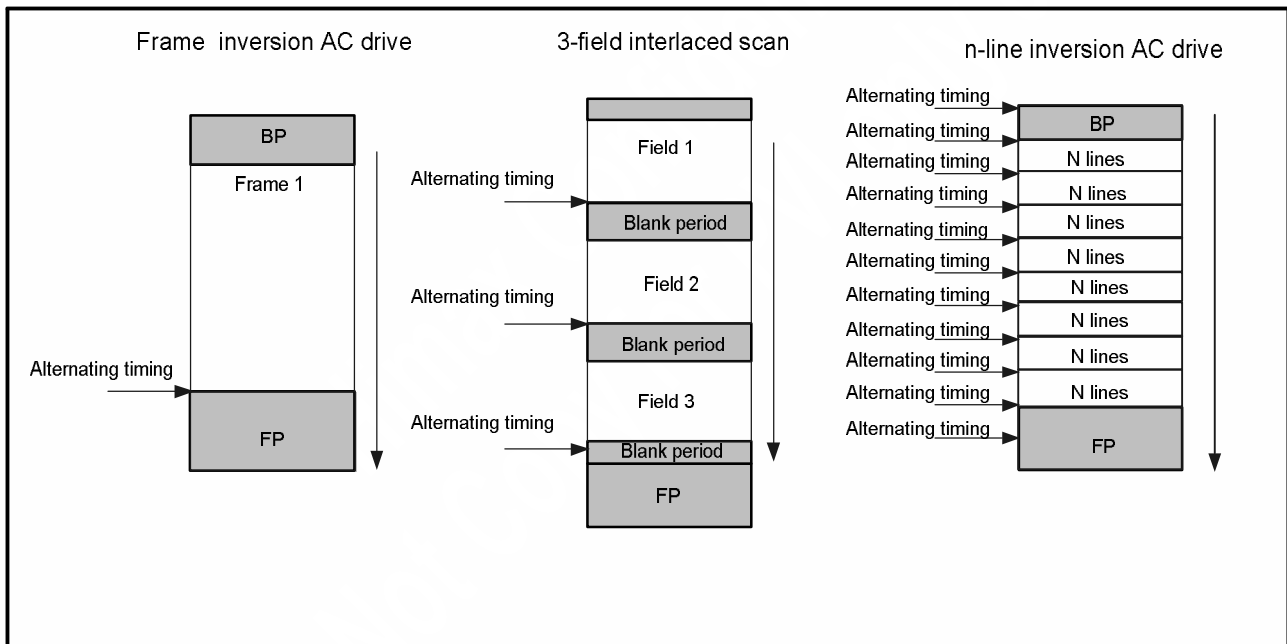 Frame inversion AC drive
BP
Frame 1
Alternating timing
FP
3-field interlaced scan
Field 1
Alternating timing
Blank period
Field 2
Alternating timing
Blank period
Field 3
Alternating timing
Blank period
FP
n-line inversion AC drive
Alternating timing
BP
Alternating timing
N lines
Alternating timing
N lines
Alternating timing
N lines
Alternating timing
N lines
Alternating timing
N lines
Alternating timing
N lines
Alternating timing
N lines
Alternating timing
N lines
Alternating timing
Alternating timing
FP